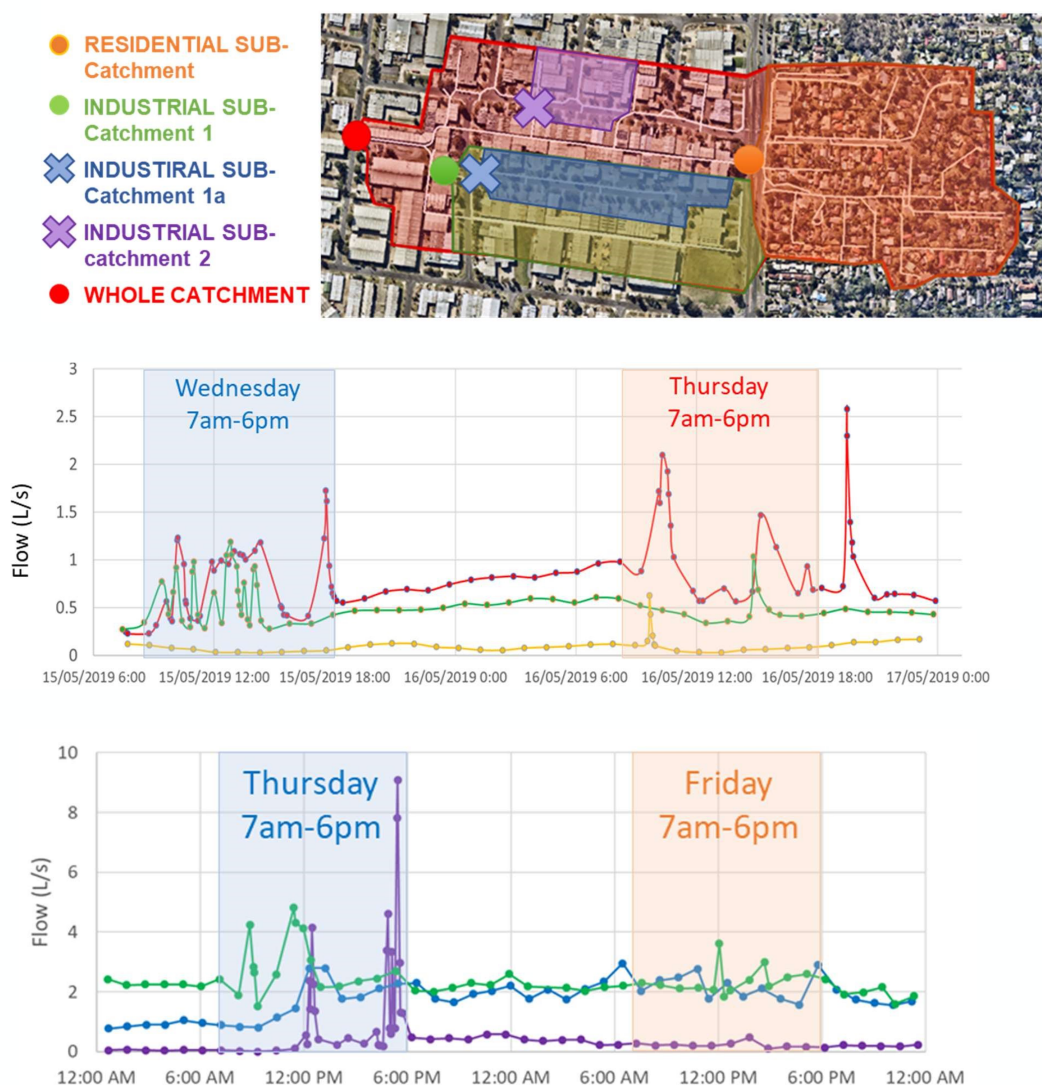 RESIDENTIAL SUB-
Catchment
INDUSTRIAL SUB-
Catchment 1
INDUSTIRAL SUB-
Catchment 1a
INDUSTRIAL SUB-
catchment 2
WHOLE CATCHMENT
Flow (L/s)
3
2.5
2
1.5
1
0.5
0
Wednesday
7am-6pm
Thursday
7am-6pm
15/05/2019 6:00
15/05/2019 12:00
15/05/2019 18:00
16/05/2019 0:00
16/05/2019 6:00
16/05/2019 12:00
16/05/2019 18:00
17/05/2019 0:00
Flow (L/s)
10
8
6
4
2
0
Thursday
7am-6pm
Friday
7am-6pm
12:00 AM
6:00 AM
12:00 PM
6:00 PM
12:00 AM
6:00 AM
12:00 PM
6:00 PM
12:00 AM